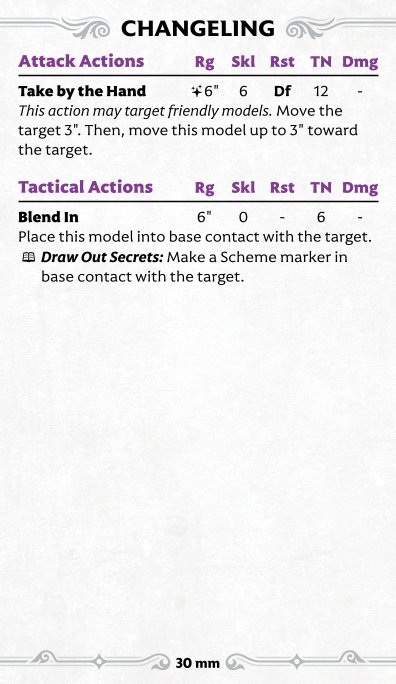 CHANGELING
Attack Actions Rg Skl Rst TN Dmg
Take by the Hand 6" 6 Df 12 -
This action may target friendly models. Move the
target 3". Then, move this model up to 3" toward
the target.
Tactical Actions Rg Skl Rst TN Dmg
Blend In 6" 0 - 6 -
Place this model into base contact with the target.
Draw Out Secrets: Make a Scheme marker in
base contact with the target.
30 mm